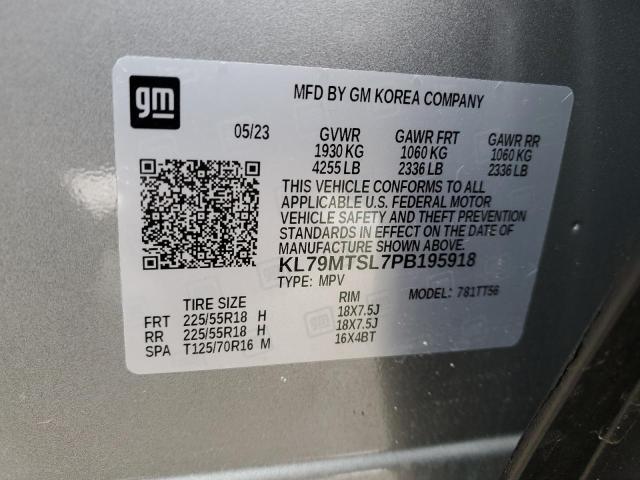 gm
MFD BY GM KOREA COMPANY
05/23 GVWR GAWR FRT GAWR RR
1930 KG 1060 KG 1060 KG
4255 LB 2336 LB 2336 LB
THIS VEHICLE CONFORMS TO ALL
APPLICABLE U.S. FEDERAL MOTOR
VEHICLE SAFETY AND THEFT PREVENTION
STANDARDS IN EFFECT ON THE DATE OF
MANUFACTURE SHOWN ABOVE.
KL79MTSL7PB195918
TYPE: MPV MODEL: 781TT56
TIRE SIZE RIM
FRT 225/55R18 H 18X7.5J
RR 225/55R18 H 18X7.5J
SPA T125/70R16 M 16X4BT